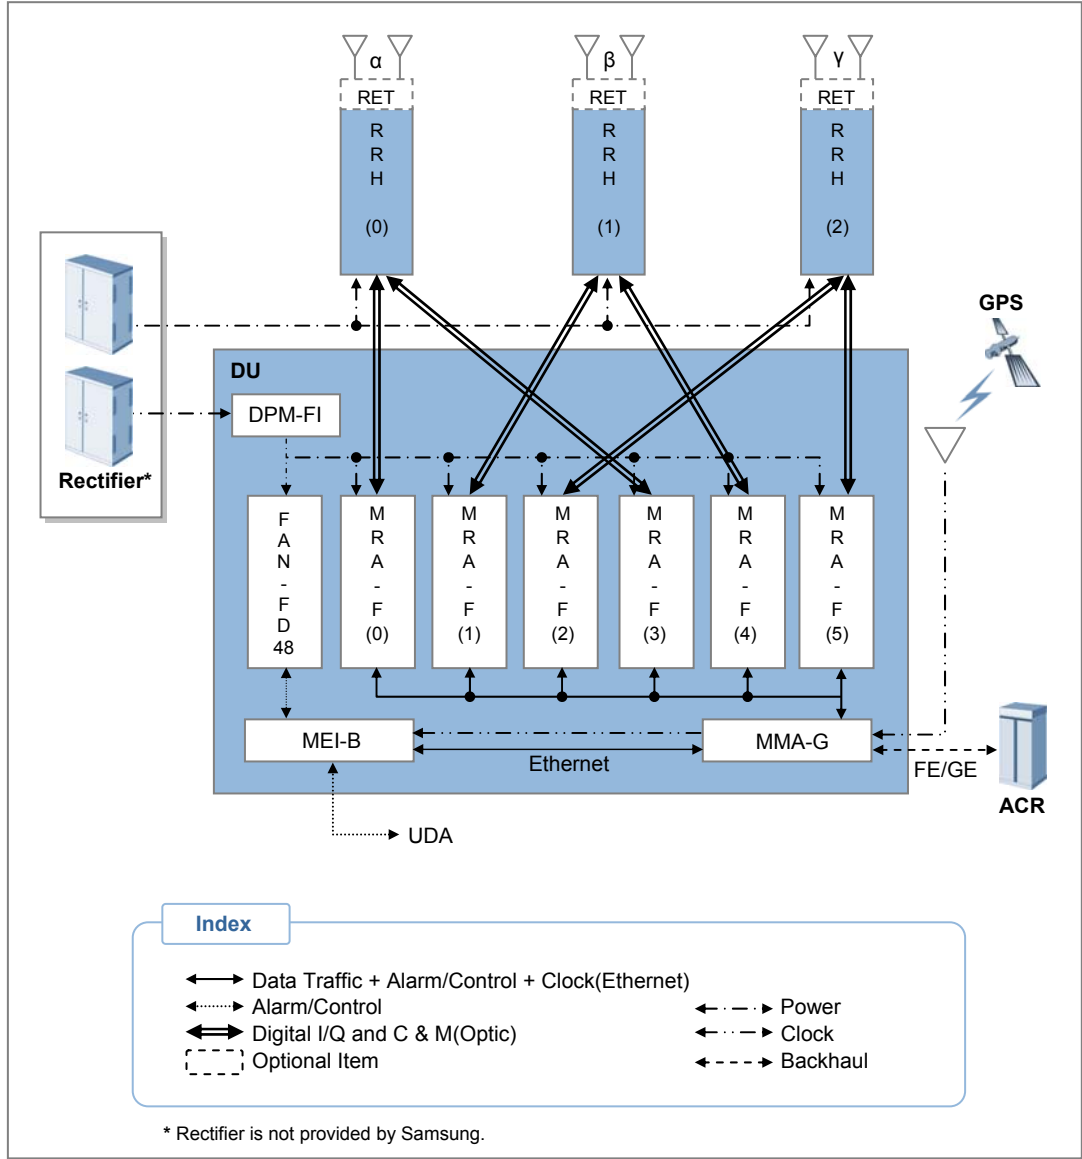 α
β
γ
RET
RET
RET
R
R
H
(0)
R
R
H
(1)
R
R
H
(2)
GPS
DU
DPM-FI
Rectifier*
F
A
N
-
F
D
48
M
R
A
-
F
(0)
M
R
A
-
F
(1)
M
R
A
-
F
(2)
M
R
A
-
F
(3)
M
R
A
-
F
(4)
M
R
A
-
F
(5)
MEI-B
MMA-G
Ethernet
FE/GE
ACR
UDA
Index
Data Traffic + Alarm/Control + Clock(Ethernet)
Alarm/Control
Power
Digital I/Q and C & M(Optic)
Clock
Optional Item
Backhaul
* Rectifier is not provided by Samsung.